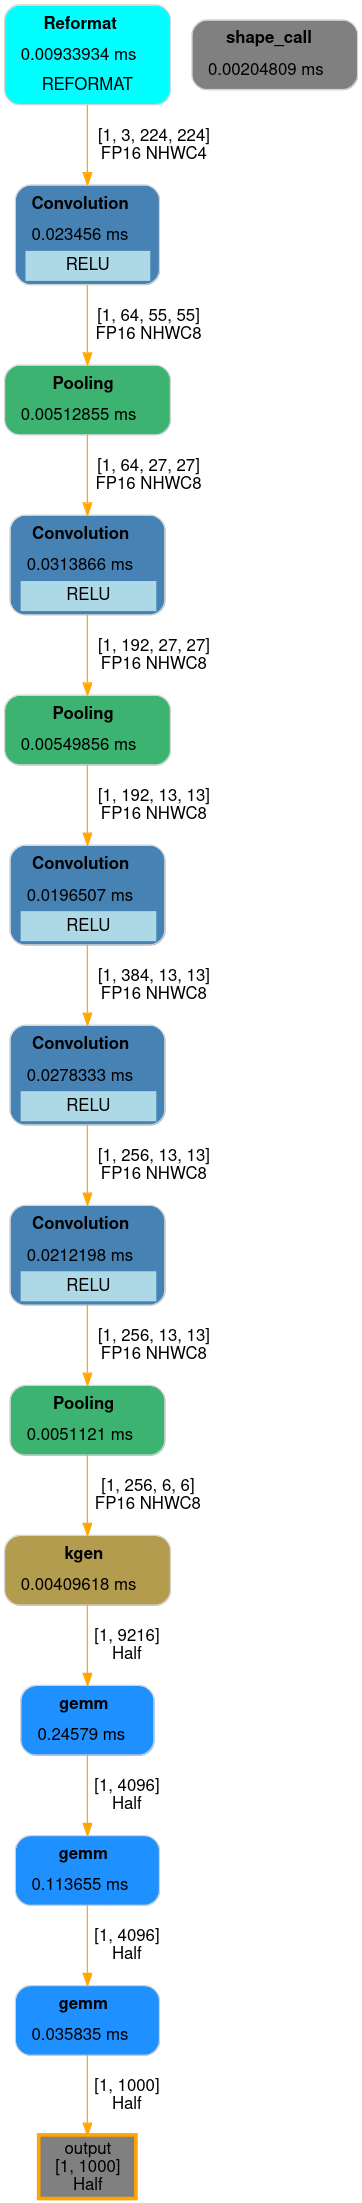 Reformat
0.00933934 ms
REFORMAT
shape_call
0.00204809 ms
[1, 3, 224, 224]
FP16 NHWC4
Convolution
0.023456 ms
RELU
[1, 64, 55, 55]
FP16 NHWC8
Pooling
0.00512855 ms
[1, 64, 27, 27]
FP16 NHWC8
Convolution
0.0313866 ms
RELU
[1, 192, 27, 27]
FP16 NHWC8
Pooling
0.00549856 ms
[1, 192, 13, 13]
FP16 NHWC8
Convolution
0.0196507 ms
RELU
[1, 384, 13, 13]
FP16 NHWC8
Convolution
0.0278333 ms
RELU
[1, 256, 13, 13]
FP16 NHWC8
Convolution
0.0212198 ms
RELU
[1, 256, 13, 13]
FP16 NHWC8
Pooling
0.0051121 ms
[1, 256, 6, 6]
FP16 NHWC8
kgen
0.00409618 ms
[1, 9216]
Half
gemm
0.24579 ms
[1, 4096]
Half
gemm
0.113655 ms
[1, 4096]
Half
gemm
0.035835 ms
[1, 1000]
Half
output
[1, 1000]
Half